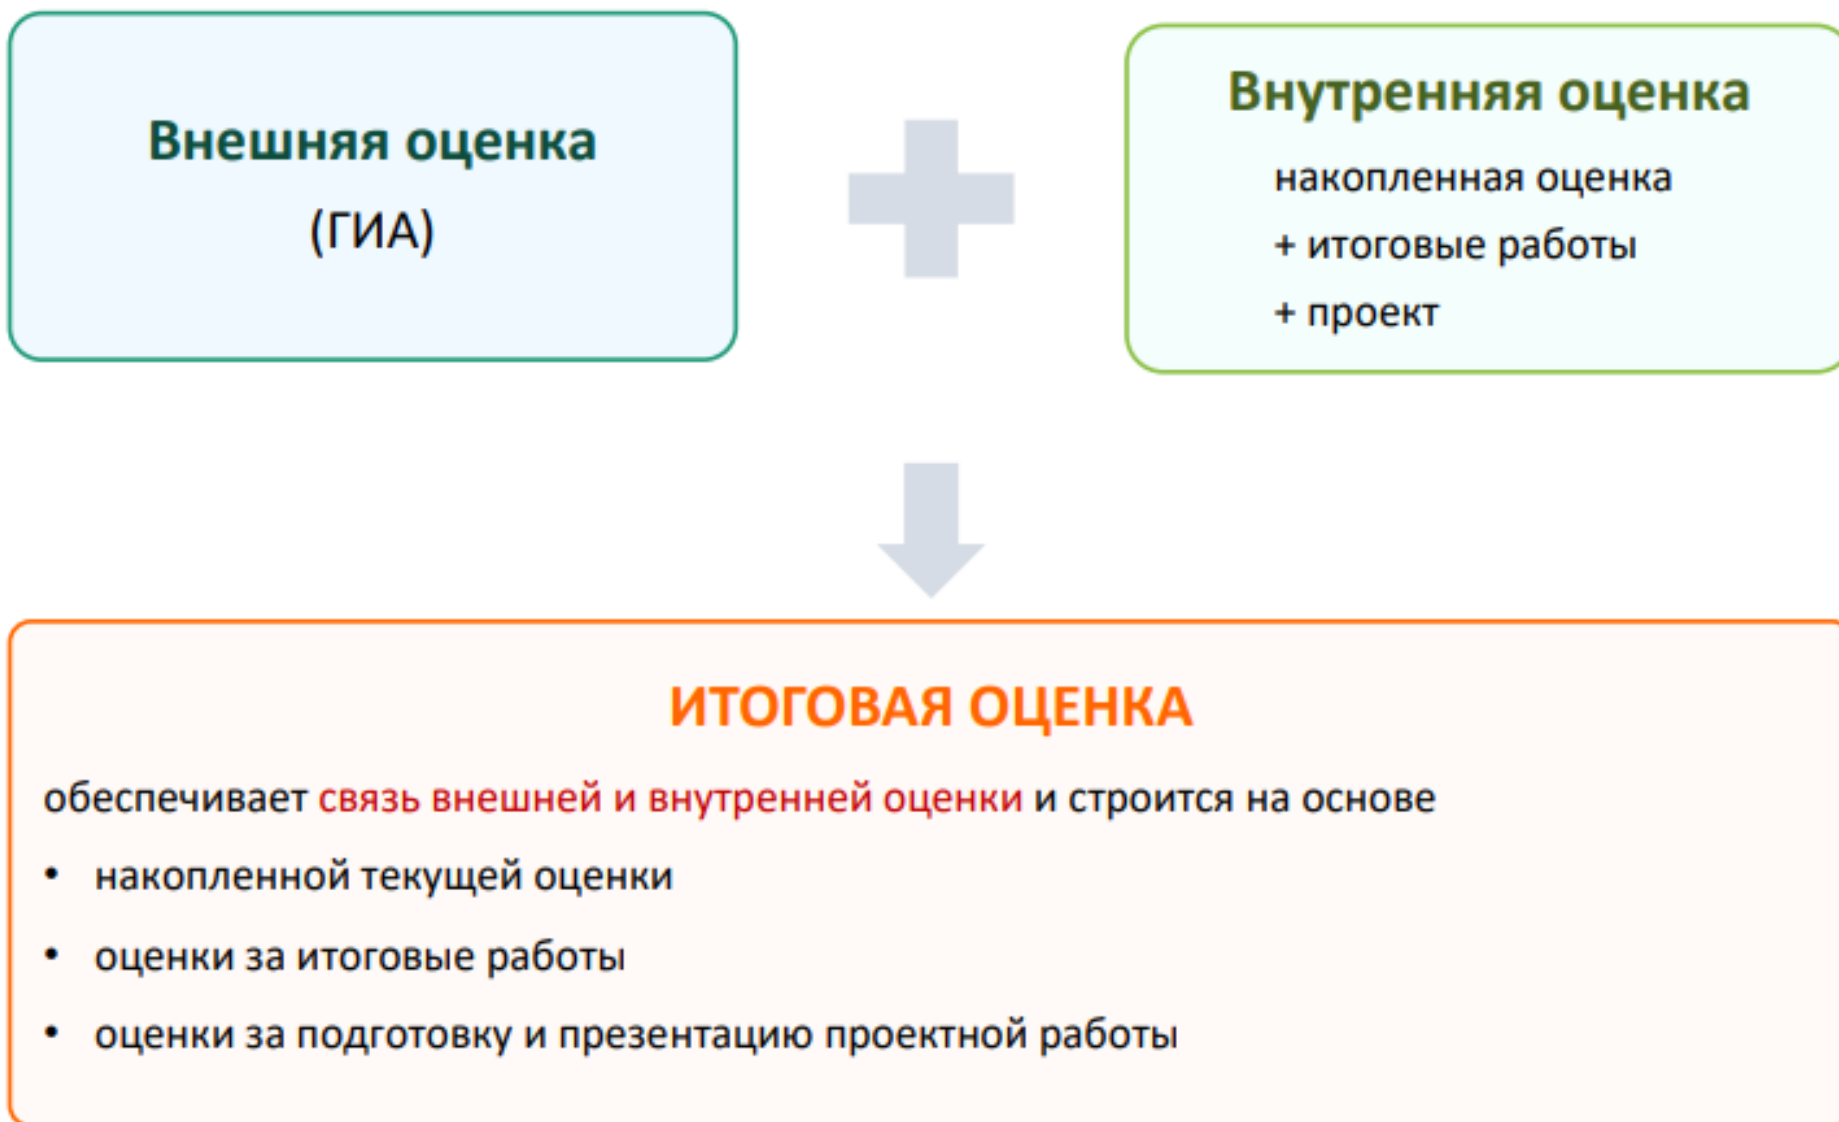 Внешняя оценка
(ГИА)
Внутренняя оценка
накопленная оценка
+ итоговые работы
+ проект
ИТОГОВАЯ ОЦЕНКА
обеспечивает связь внешней и внутренней оценки и строится на основе
• накопленной текущей оценки
• оценки за итоговые работы
• оценки за подготовку и презентацию проектной работы